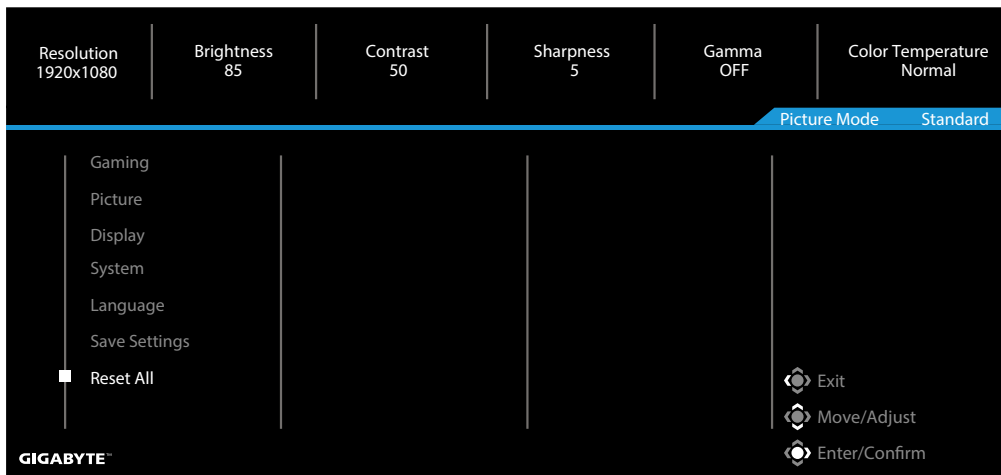 Resolution
1920x1080
Brightness
85
Contrast
50
Sharpness
5
Gamma
OFF
Color Temperature
Normal
Picture Mode Standard
Gaming
Picture
Display
System
Language
Save Settings
Reset All
Exit
Move/Adjust
Enter/Confirm
GIGABYTE™